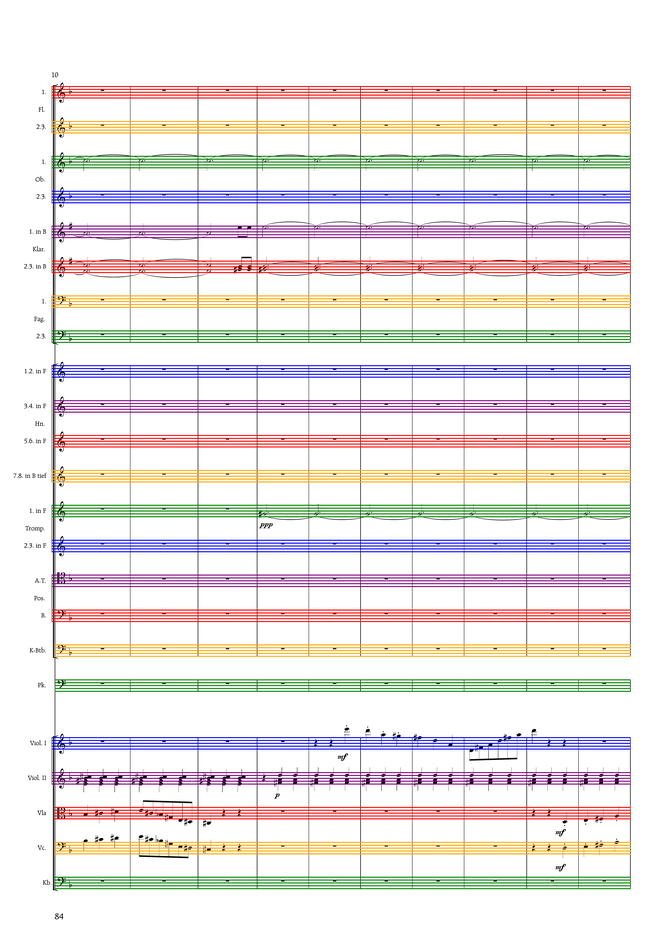 10
1.
Fl.
2.3.
1.
Ob.
2.3.
1. in B
Klar.
2.3. in B
1.
Fag.
2.3.
1.2. in F
3.4. in F
Hn.
5.6. in F
7.8. in B tief
1. in F
ppp
Tromp.
2.3. in F
A.T.
Pos.
B.
K-Btb.
Pk.
Viol. I
mf
Viol. II
p
Vla
mf
Vc.
mf
Kb.
84